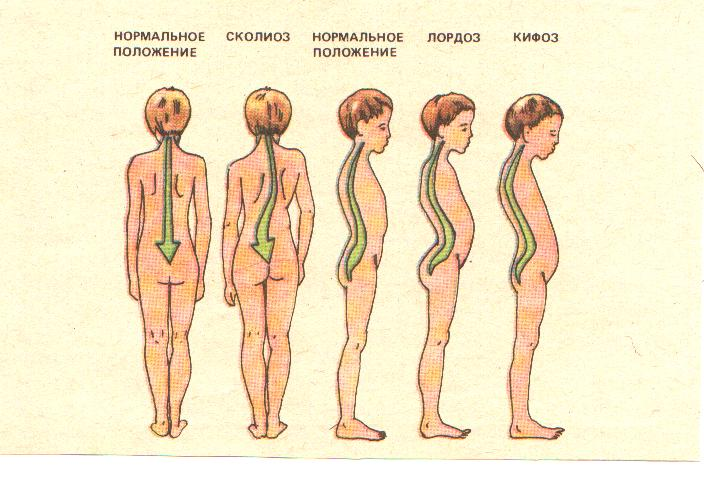 НОРМАЛЬНОЕ
ПОЛОЖЕНИЕ
СКОЛИОЗ
НОРМАЛЬНОЕ
ПОЛОЖЕНИЕ
ЛОРДОЗ
КИФОЗ